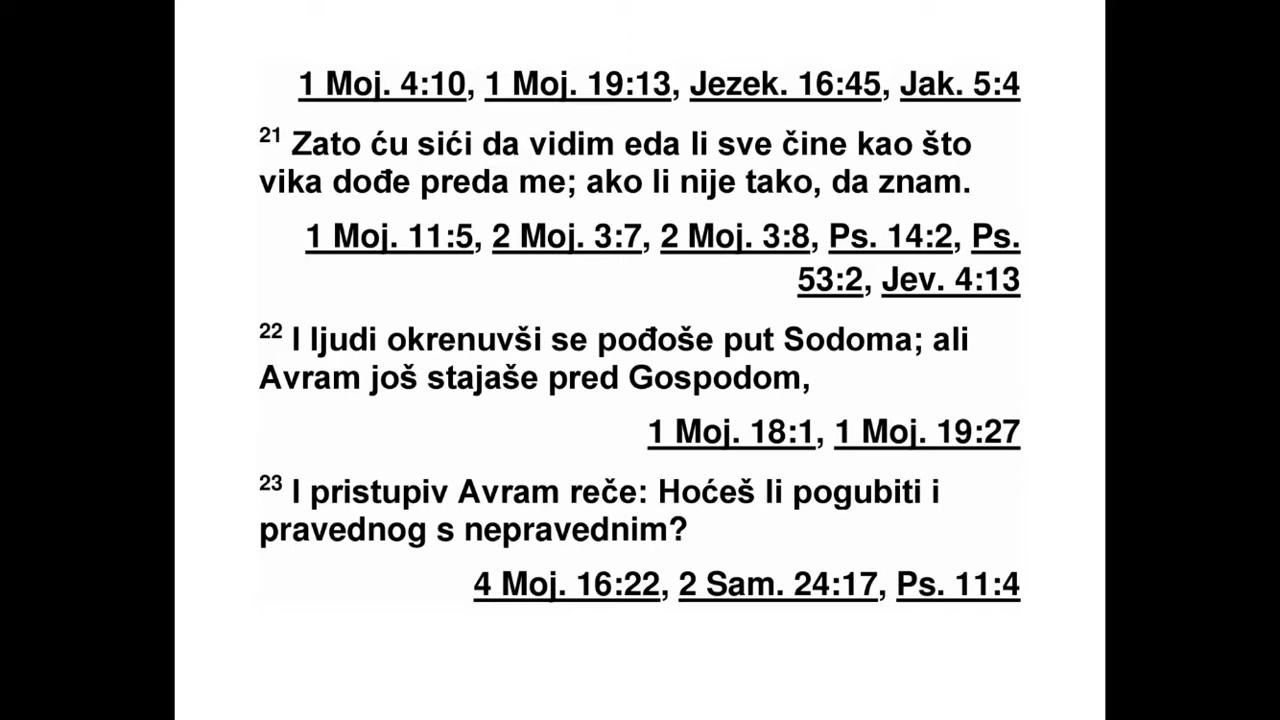 1 Moj. 4:10, 1 Moj. 19:13, Jezek. 16:45, Jak. 5:4
21 Zato ću sići da vidim eda li sve čine kao što
vika dođe preda me; ako li nije tako, da znam.
1 Moj. 11:5, 2 Moj. 3:7, 2 Moj. 3:8, Ps. 14:2, Ps.
53:2, Jev. 4:13
22 I ljudi okrenuvši se pođoše put Sodoma; ali
Avram još stajaše pred Gospodom,
1 Moj. 18:1, 1 Moj. 19:27
23 I pristupiv Avram reče: Hoćeš li pogubiti i
pravednog s nepravednim?
4 Moj. 16:22, 2 Sam. 24:17, Ps. 11:4